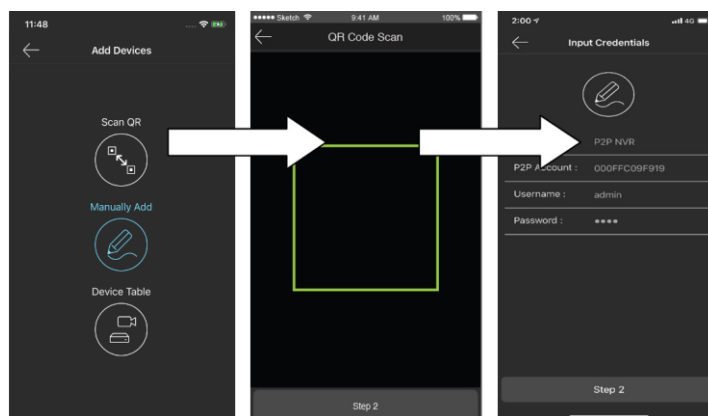 11:48
Add Devices
Scan QR
Manually Add
Device Table
Sketch 9:41 AM 100%
QR Code Scan
Step 2
2:00 4G
Input Credentials
P2P NVR
P2P Account : 000FFC09F919
Username : admin
Password : ••••
Step 2